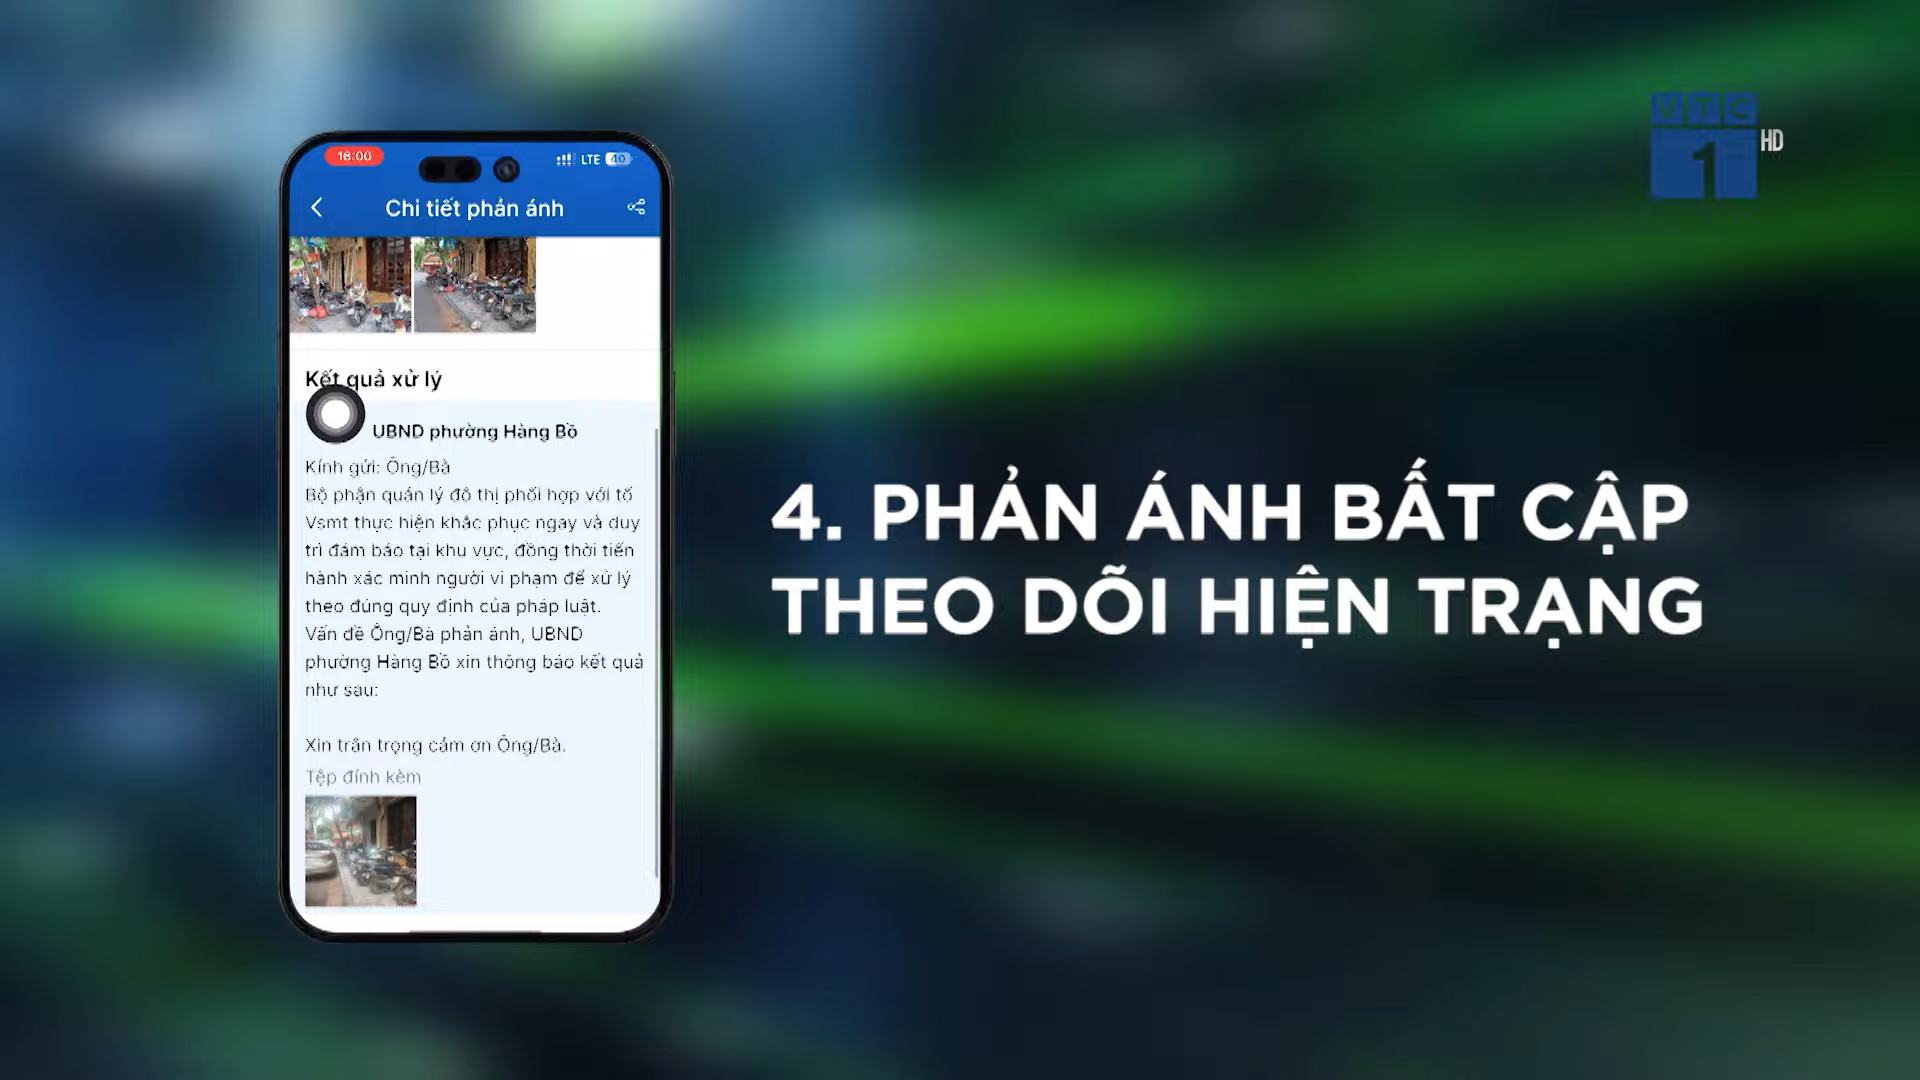 VTC
1 HD
16:00
LTE 40
Chi tiết phản ánh
Kết quả xử lý
UBND phường Hàng Bồ
Kính gửi: Ông/Bà
Bộ phận quản lý đô thị phối hợp với tổ
Vsmt thực hiện khắc phục ngay và duy
trì đảm bảo tại khu vực, đồng thời tiến
hành xác minh người vi phạm để xử lý
theo đúng quy định của pháp luật.
Vấn đề Ông/Bà phản ánh, UBND
phường Hàng Bồ xin thông báo kết quả
như sau:
Xin trân trọng cảm ơn Ông/Bà.
Tệp đính kèm
4. PHẢN ÁNH BẤT CẬP
THEO DÕI HIỆN TRẠNG